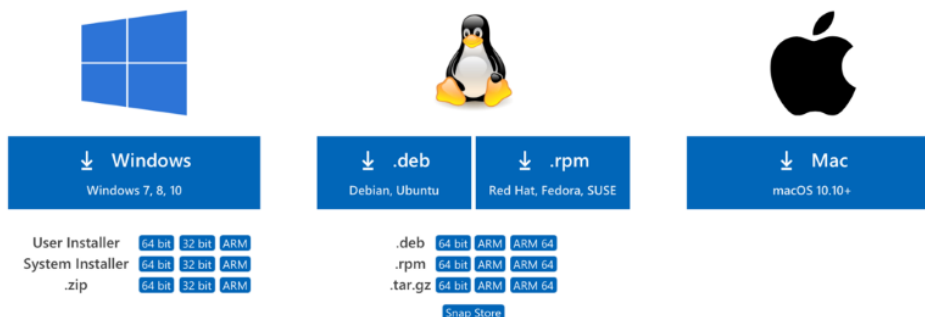 Windows
Windows 7, 8, 10
User Installer 64 bit 32 bit ARM
System Installer 64 bit 32 bit ARM
.zip 64 bit 32 bit ARM
.deb
Debian, Ubuntu
.rpm
Red Hat, Fedora, SUSE
.deb 64 bit ARM ARM 64
.rpm 64 bit ARM ARM 64
.tar.gz 64 bit ARM ARM 64
Snap Store
Mac
macOS 10.10+